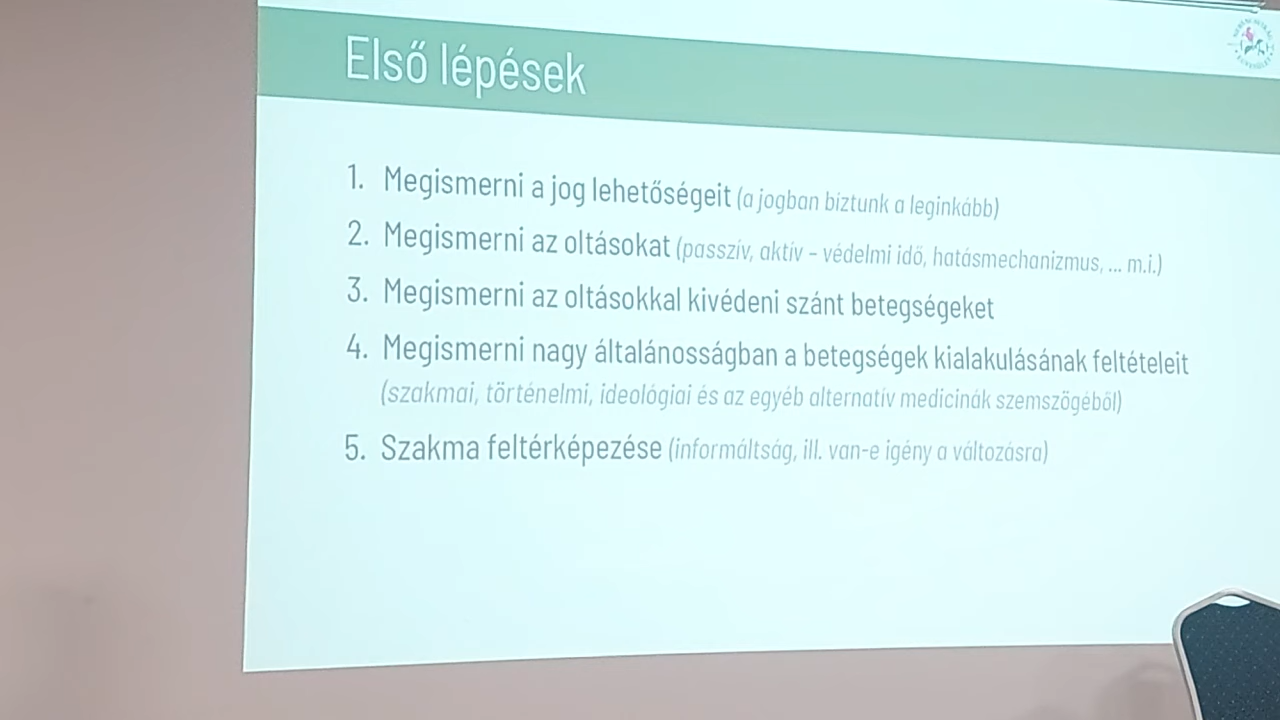 Első lépések
1. Megismerni a jog lehetőségeit (a jogban bíztunk a leginkább)
2. Megismerni az oltásokat (passzív, aktív – védelmi idő, hatásmechanizmus, ... m.i.)
3. Megismerni az oltásokkal kivédeni szánt betegségeket
4. Megismerni nagy általánosságban a betegségek kialakulásának feltételeit
(szakmai, történelmi, ideológiai és az egyéb alternatív medicinák szemszögéből)
5. Szakma feltérképezése (informáltság, ill. van-e igény a változásra)